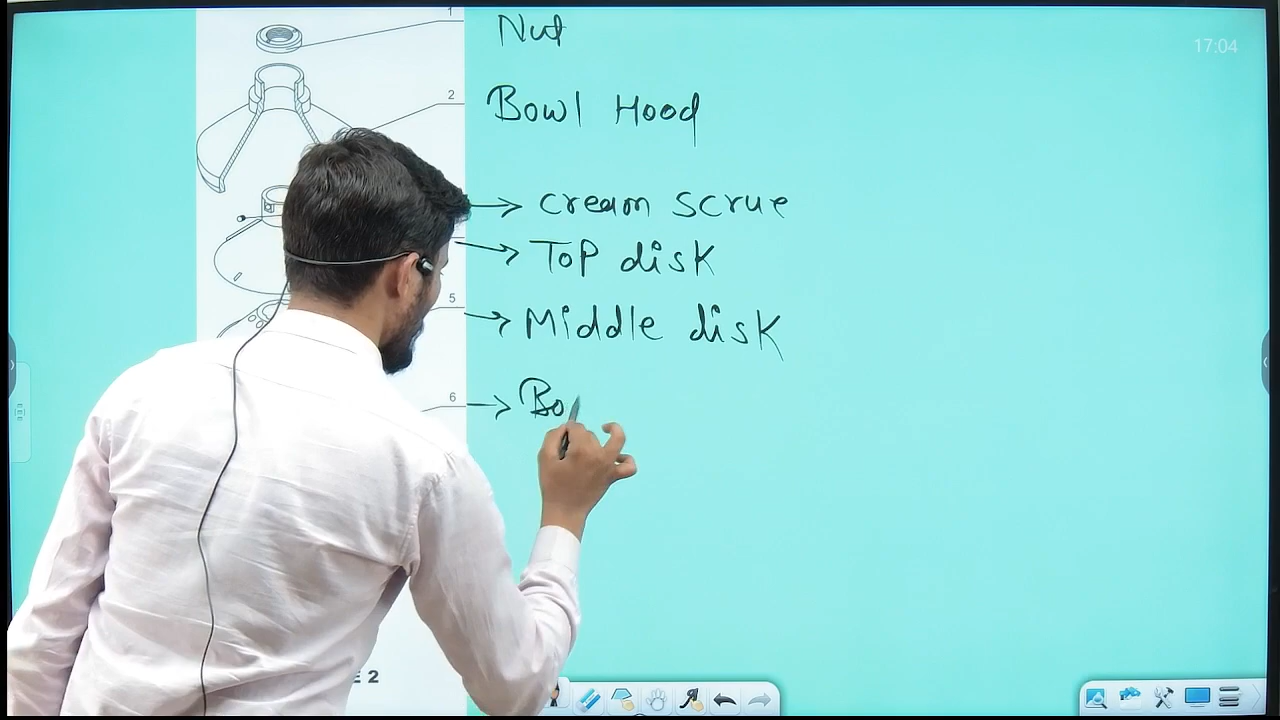 1 Nut
17:04
2 Bowl Hood
cream scrue
Top disk
5 Middle disk
6 Bo
E 2